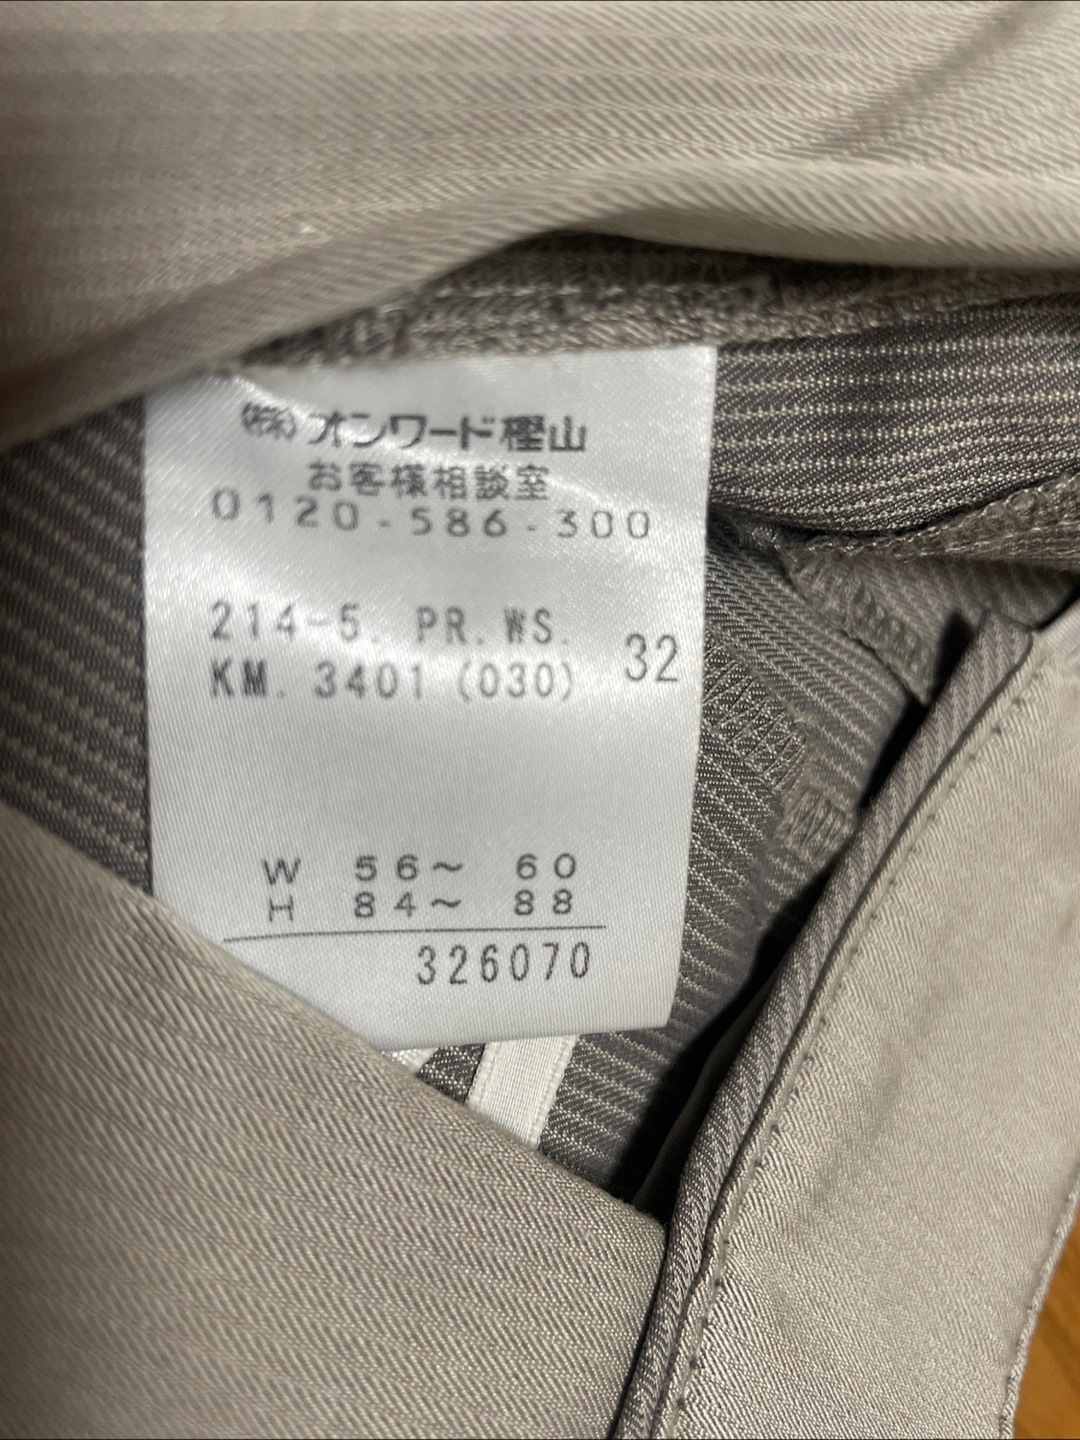 (株)オンワード樫山
お客様相談室
0120-586-300
214-5. PR.WS.
KM. 3401 (030) 32
W 56~ 60
H 84~ 88
326070